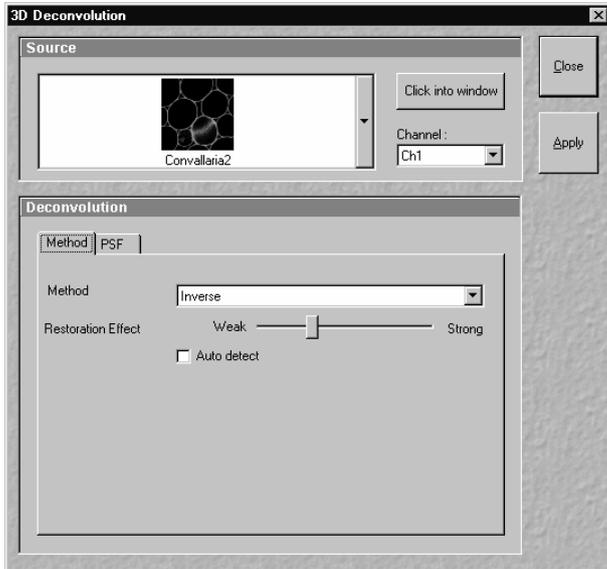 3D Deconvolution
Source
Close
Click into window
Channel :
Convallaria2
Ch1
Apply
Deconvolution
Method PSF
Method Inverse
Restoration Effect Weak Strong
Auto detect